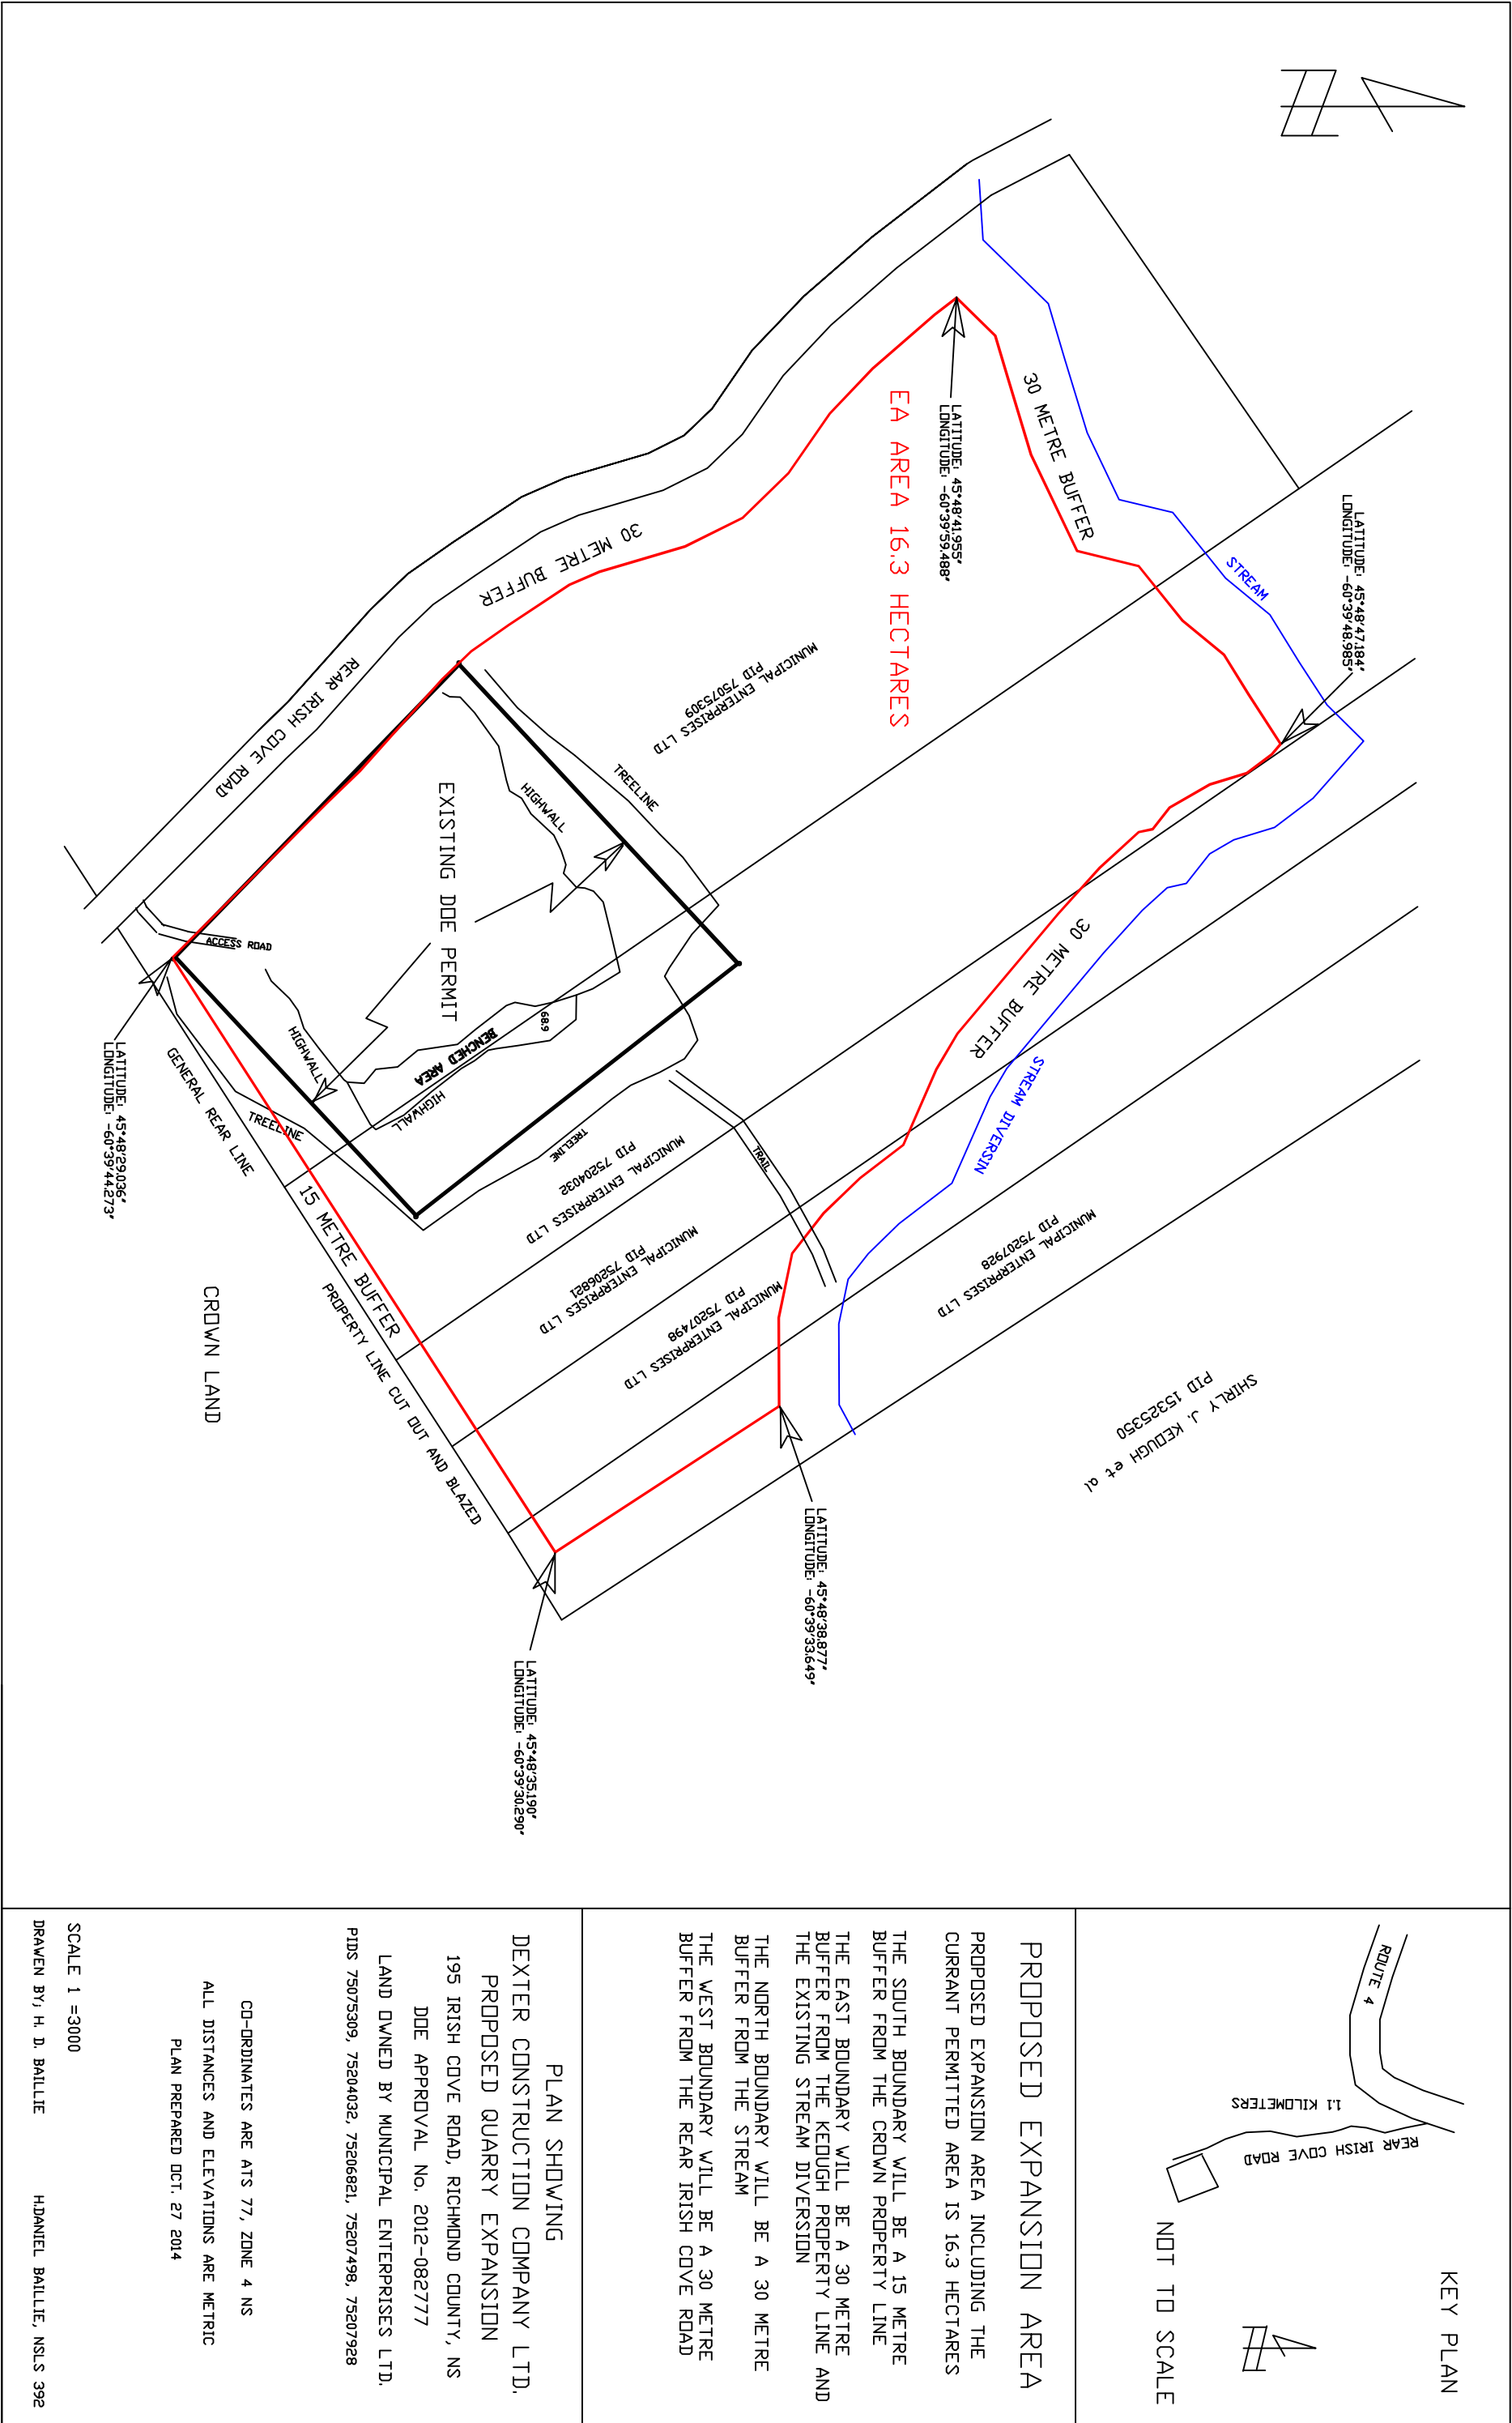 LATITUDE: 45°48'47.184"
LONGITUDE: -60°39'48.985"
STREAM
30 METRE BUFFER
LATITUDE: 45°48'41.955"
LONGITUDE: -60°39'59.488"
EA AREA 16.3 HECTARES
MUNICIPAL ENTERPRISES LTD
PID 75075309
30 METRE BUFFER
REAR IRISH COVE ROAD
TREELINE
HIGHWALL
EXISTING DOE PERMIT
ACCESS ROAD
68.9
BENCHED AREA
HIGHWALL
HIGHWALL
TREELINE
TREELINE
TRAIL
30 METRE BUFFER
STREAM DIVERSIN
MUNICIPAL ENTERPRISES LTD
PID 75204032
MUNICIPAL ENTERPRISES LTD
PID 75206821
MUNICIPAL ENTERPRISES LTD
PID 75207498
MUNICIPAL ENTERPRISES LTD
PID 75207928
SHIRLY J. KEOUGH et al
PID 15325350
LATITUDE: 45°48'29.036"
LONGITUDE: -60°39'44.273"
GENERAL REAR LINE
15 METRE BUFFER
PROPERTY LINE CUT OUT AND BLAZED
CROWN LAND
LATITUDE: 45°48'38.877"
LONGITUDE: -60°39'33.649"
LATITUDE: 45°48'35.190"
LONGITUDE: -60°39'30.290"
KEY PLAN
ROUTE 4
1.1 KILOMETERS
REAR IRISH COVE ROAD
NOT TO SCALE
PROPOSED EXPANSION AREA
PROPOSED EXPANSION AREA INCLUDING THE
CURRANT PERMITTED AREA IS 16.3 HECTARES
THE SOUTH BOUNDARY WILL BE A 15 METRE
BUFFER FROM THE CROWN PROPERTY LINE
THE EAST BOUNDARY WILL BE A 30 METRE
BUFFER FROM THE KEOUGH PROPERTY LINE AND
THE EXISTING STREAM DIVERSION
THE NORTH BOUNDARY WILL BE A 30 METRE
BUFFER FROM THE STREAM
THE WEST BOUNDARY WILL BE A 30 METRE
BUFFER FROM THE REAR IRISH COVE ROAD
PLAN SHOWING
DEXTER CONSTRUCTION COMPANY LTD.
PROPOSED QUARRY EXPANSION
195 IRISH COVE ROAD, RICHMOND COUNTY, NS
DOE APPROVAL No. 2012-082777
LAND OWNED BY MUNICIPAL ENTERPRISES LTD.
PIDS 75075309, 75204032, 75206821, 75207498, 75207928
CO-ORDINATES ARE ATS 77, ZONE 4 NS
ALL DISTANCES AND ELEVATIONS ARE METRIC
PLAN PREPARED OCT. 27 2014
SCALE 1 =3000
DRAWEN BY; H. D. BAILLIE H.DANIEL BAILLIE, NSLS 392